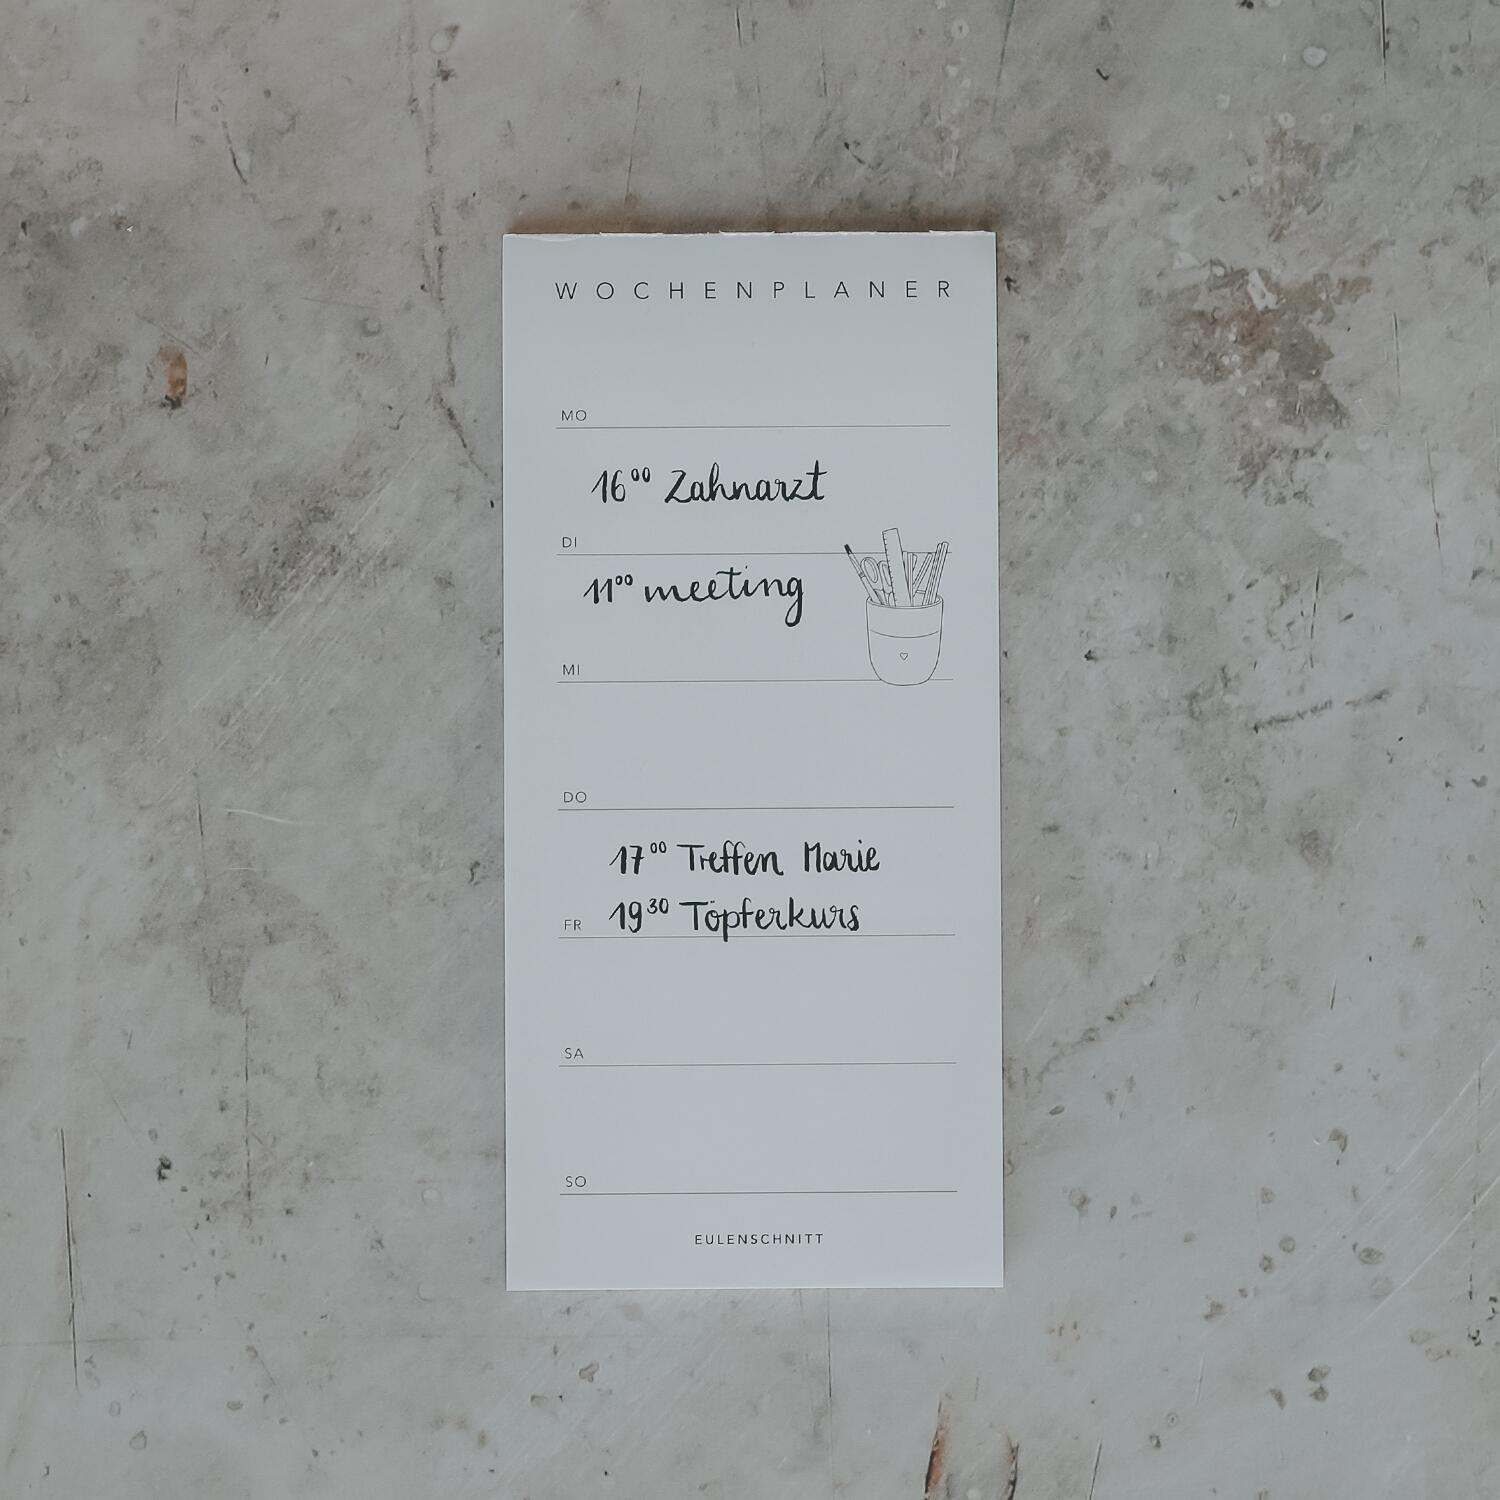 WOCHENPLANER
MO
16⁰⁰ Zahnarzt
DI
11⁰⁰ meeting
MI
DO
17⁰⁰ Treffen Marie
FR 19³⁰ Töpferkurs
SA
SO
EULENSCHNITT